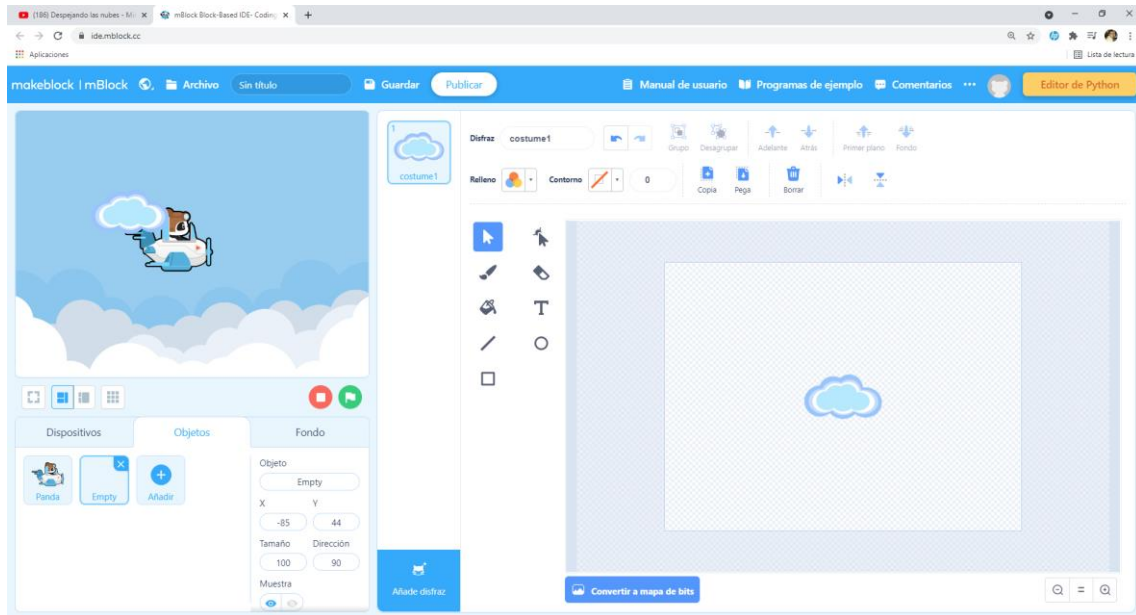 (186) Despejando las nubes - Mi
mBlock Block-Based IDE- Coding
ide.mblock.cc
Aplicaciones
Lista de lectura
makeblock | mBlock
Archivo
Sin título
Guardar
Publicar
Manual de usuario
Programas de ejemplo
Comentarios
Editor de Python
1
costume1
Disfraz
costume1
Grupo
Desagrupar
Adelante
Atrás
Primer plano
Fondo
Relleno
Contorno
0
Copia
Pega
Borrar
T
Dispositivos
Objetos
Fondo
Panda
Empty
Añadir
Objeto
Empty
X Y
-85 44
Tamaño Dirección
100 90
Muestra
Añade disfraz
Convertir a mapa de bits